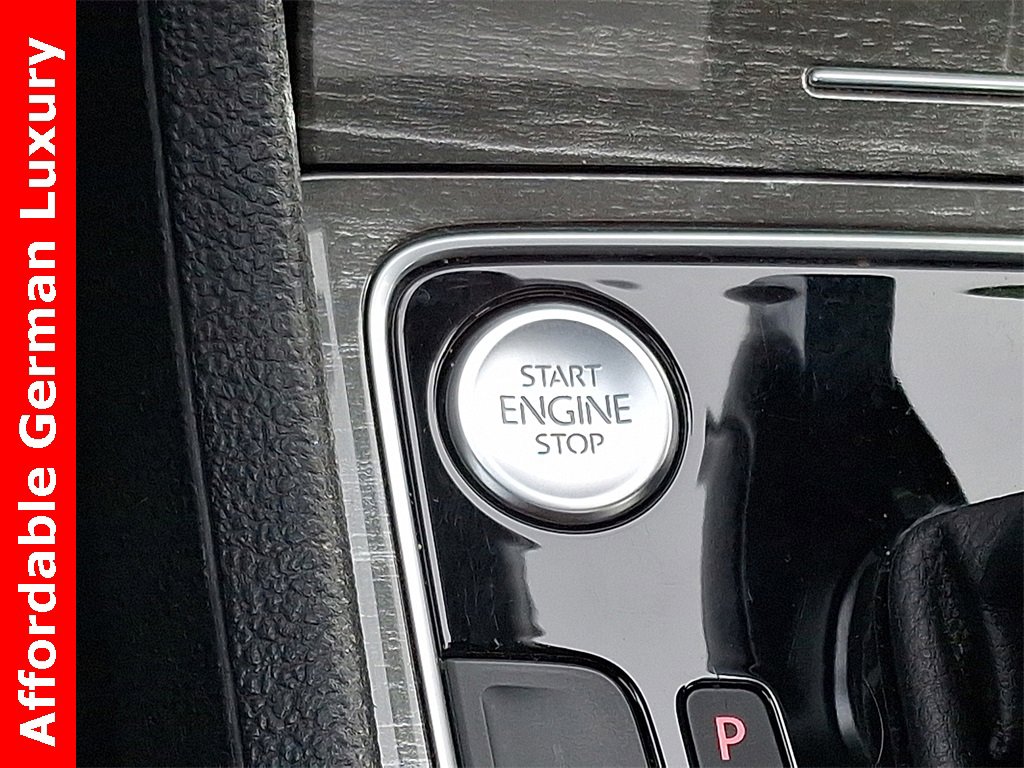 Affordable German Luxury
START
ENGINE
STOP
P